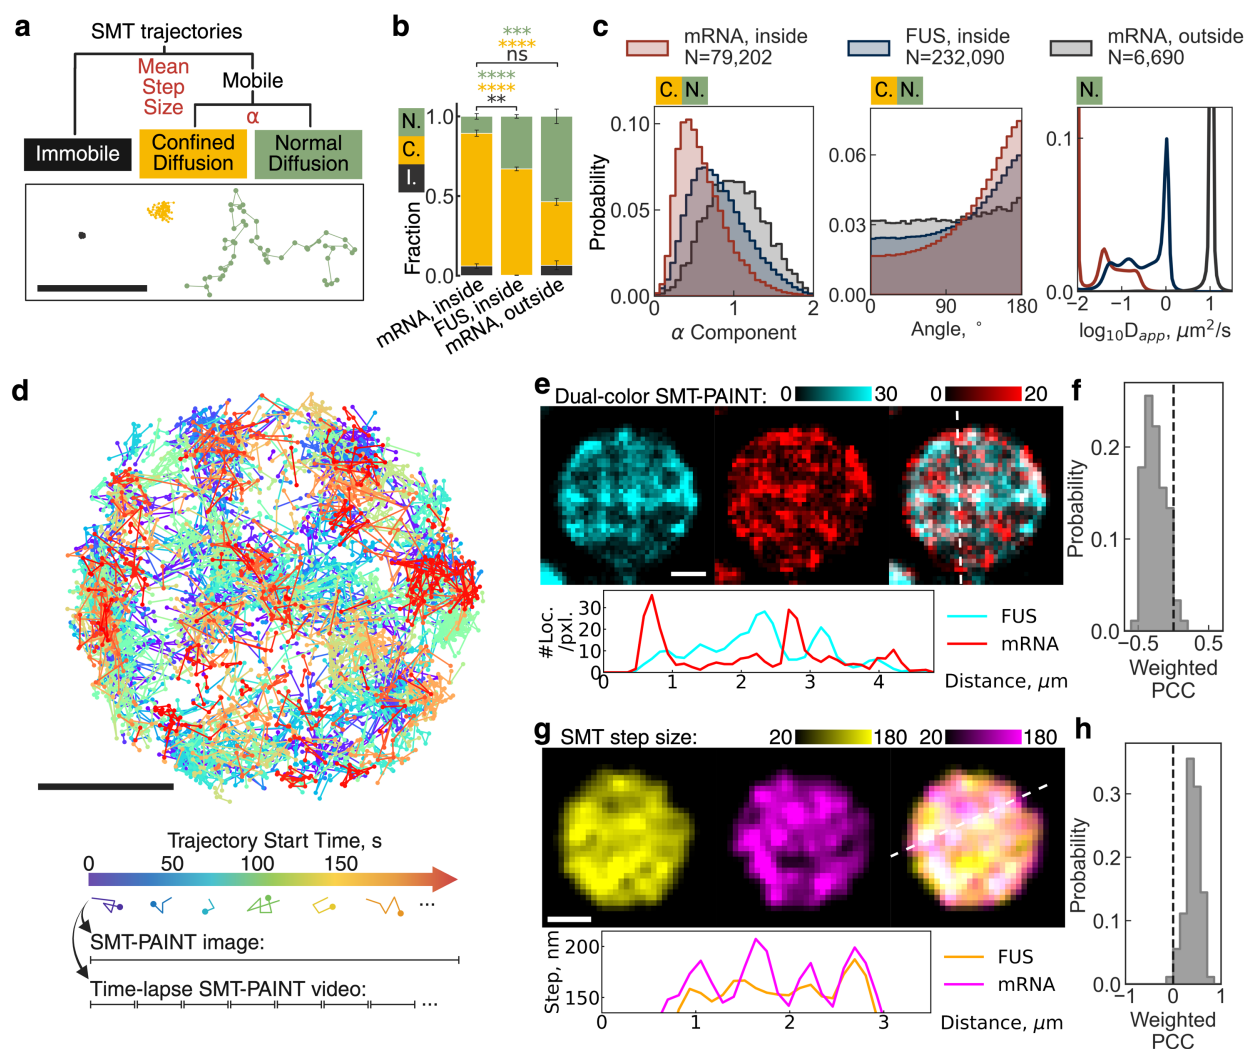 a
SMT trajectories
Mean
Step
Size
Mobile
α
Immobile
Confined
Diffusion
Normal
Diffusion
b
***
****
ns
****
****
**
N.
C.
I.
1.0
0.5
0.0
Fraction
mRNA, inside
FUS, inside
mRNA, outside
c
mRNA, inside
N=79,202
FUS, inside
N=232,090
mRNA, outside
N=6,690
C. N.
C. N.
N.
Probability
0.10
0.05
0.00
0 1 2
α Component
0.06
0.03
0.00
0 90 180
Angle, °
0.1
0.0
−2 −1 0 1
log10Dapp, μm²/s
d
Trajectory Start Time, s
0 50 100 150
...
SMT-PAINT image:
Time-lapse SMT-PAINT video:
...
e
Dual-color SMT-PAINT:
0 30
0 20
#Loc.
/pxl.
30
20
10
0
0 1 2 3 4
FUS
mRNA
Distance, μm
f
Probability
0.2
0.1
0.0
−0.5 0.5
Weighted
PCC
g
SMT step size:
20 180
20 180
Step, nm
200
150
0 1 2 3
FUS
mRNA
Distance, μm
h
Probability
0.3
0.2
0.1
0.0
−1 0 1
Weighted
PCC